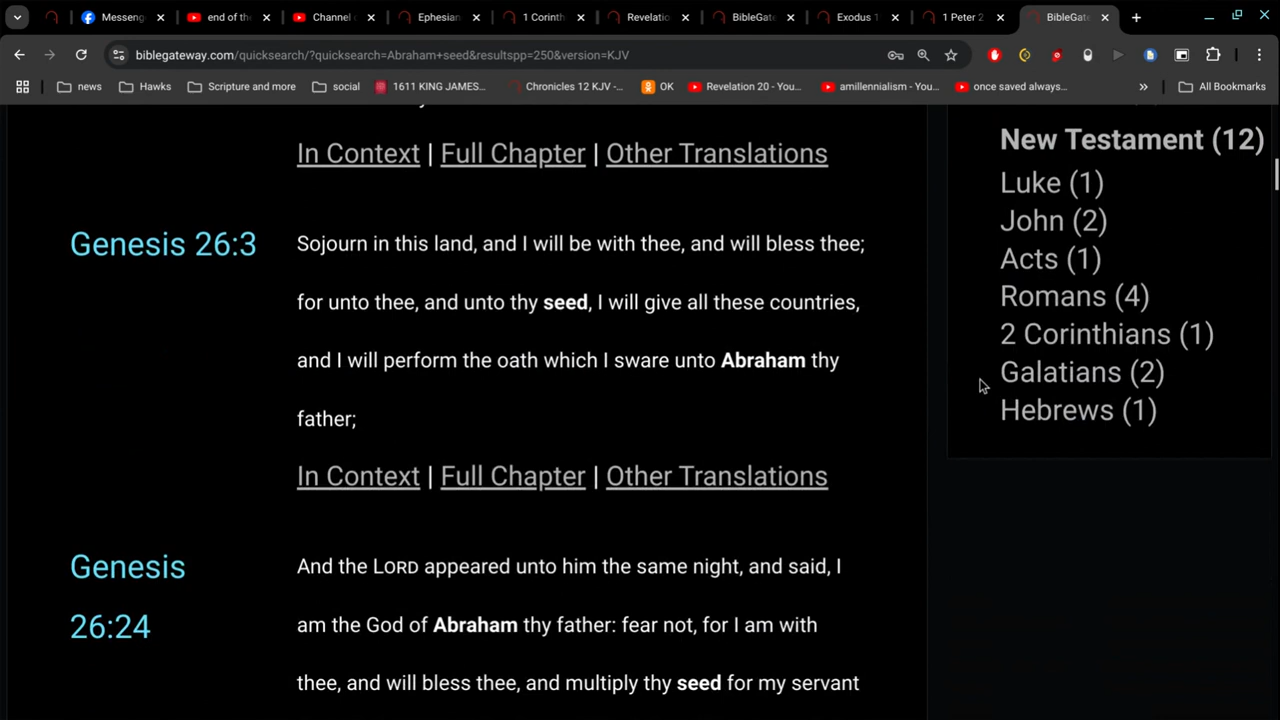 Messenge
end of the
Channel
Ephesian
1 Corinth
Revelatio
BibleGate
Exodus 1
1 Peter 2
BibleGate
biblegateway.com/quicksearch/?quicksearch=Abraham+seed&resultspp=250&version=KJV
news
Hawks
Scripture and more
social
1611 KING JAMES...
Chronicles 12 KJV -...
OK
Revelation 20 - You...
amillennialism - You...
once saved always...
All Bookmarks
In Context | Full Chapter | Other Translations
Genesis 26:3
Sojourn in this land, and I will be with thee, and will bless thee;
for unto thee, and unto thy seed, I will give all these countries,
and I will perform the oath which I sware unto Abraham thy
father;
In Context | Full Chapter | Other Translations
Genesis
26:24
And the LORD appeared unto him the same night, and said, I
am the God of Abraham thy father: fear not, for I am with
thee, and will bless thee, and multiply thy seed for my servant
New Testament (12)
Luke (1)
John (2)
Acts (1)
Romans (4)
2 Corinthians (1)
Galatians (2)
Hebrews (1)